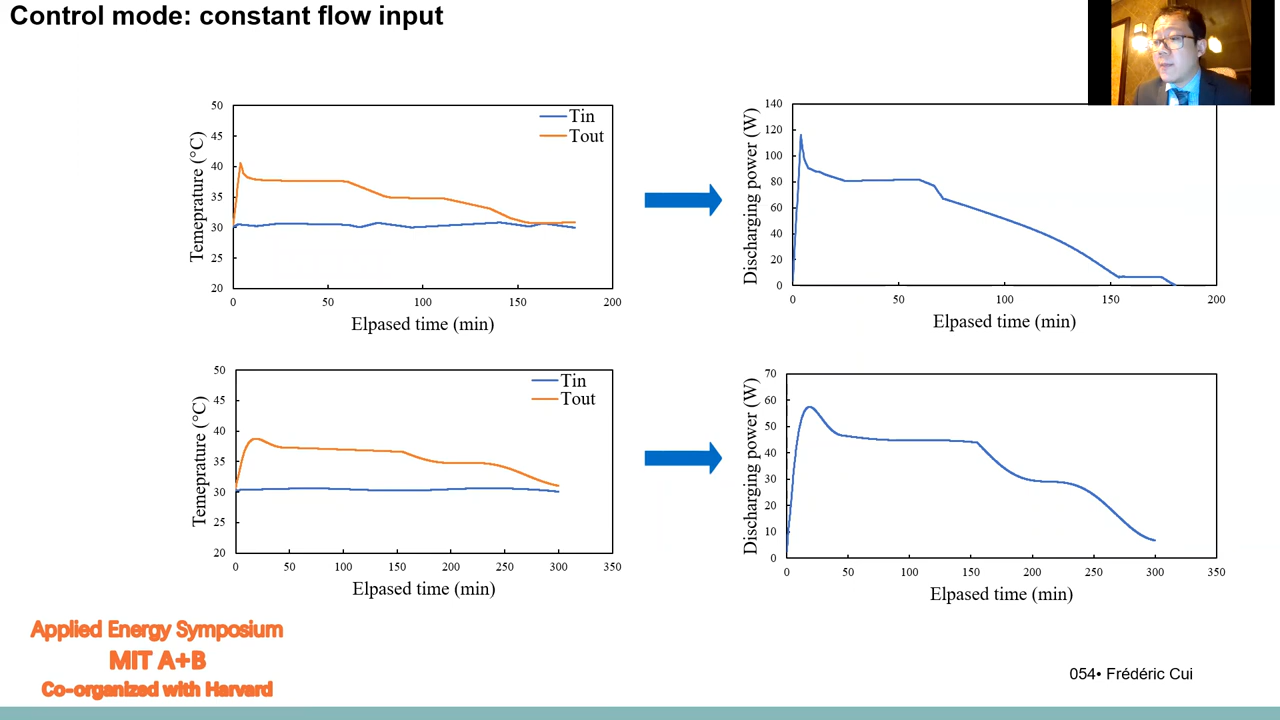 Control mode: constant flow input
50
45
40
35
30
25
20
Temeprature (°C)
Tin
Tout
0 50 100 150 200
Elpased time (min)
140
120
100
80
60
40
20
0
Discharging power (W)
0 50 100 150 200
Elpased time (min)
50
45
40
35
30
25
20
Temeprature (°C)
Tin
Tout
0 50 100 150 200 250 300 350
Elpased time (min)
70
60
50
40
30
20
10
0
Discharging power (W)
0 50 100 150 200 250 300 350
Elpased time (min)
Applied Energy Symposium
MIT A+B
Co-organized with Harvard
054• Frédéric Cui